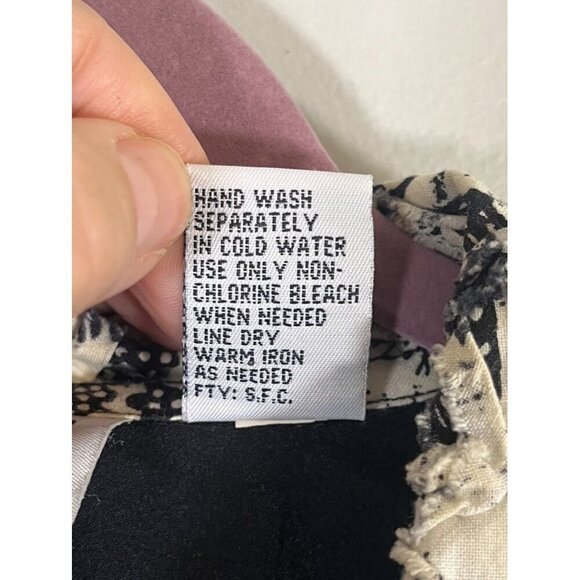 HAND WASH
SEPARATELY
IN COLD WATER
USE ONLY NON-
CHLORINE BLEACH
WHEN NEEDED
LINE DRY
WARM IRON
AS NEEDED
FTY: S.F.C.